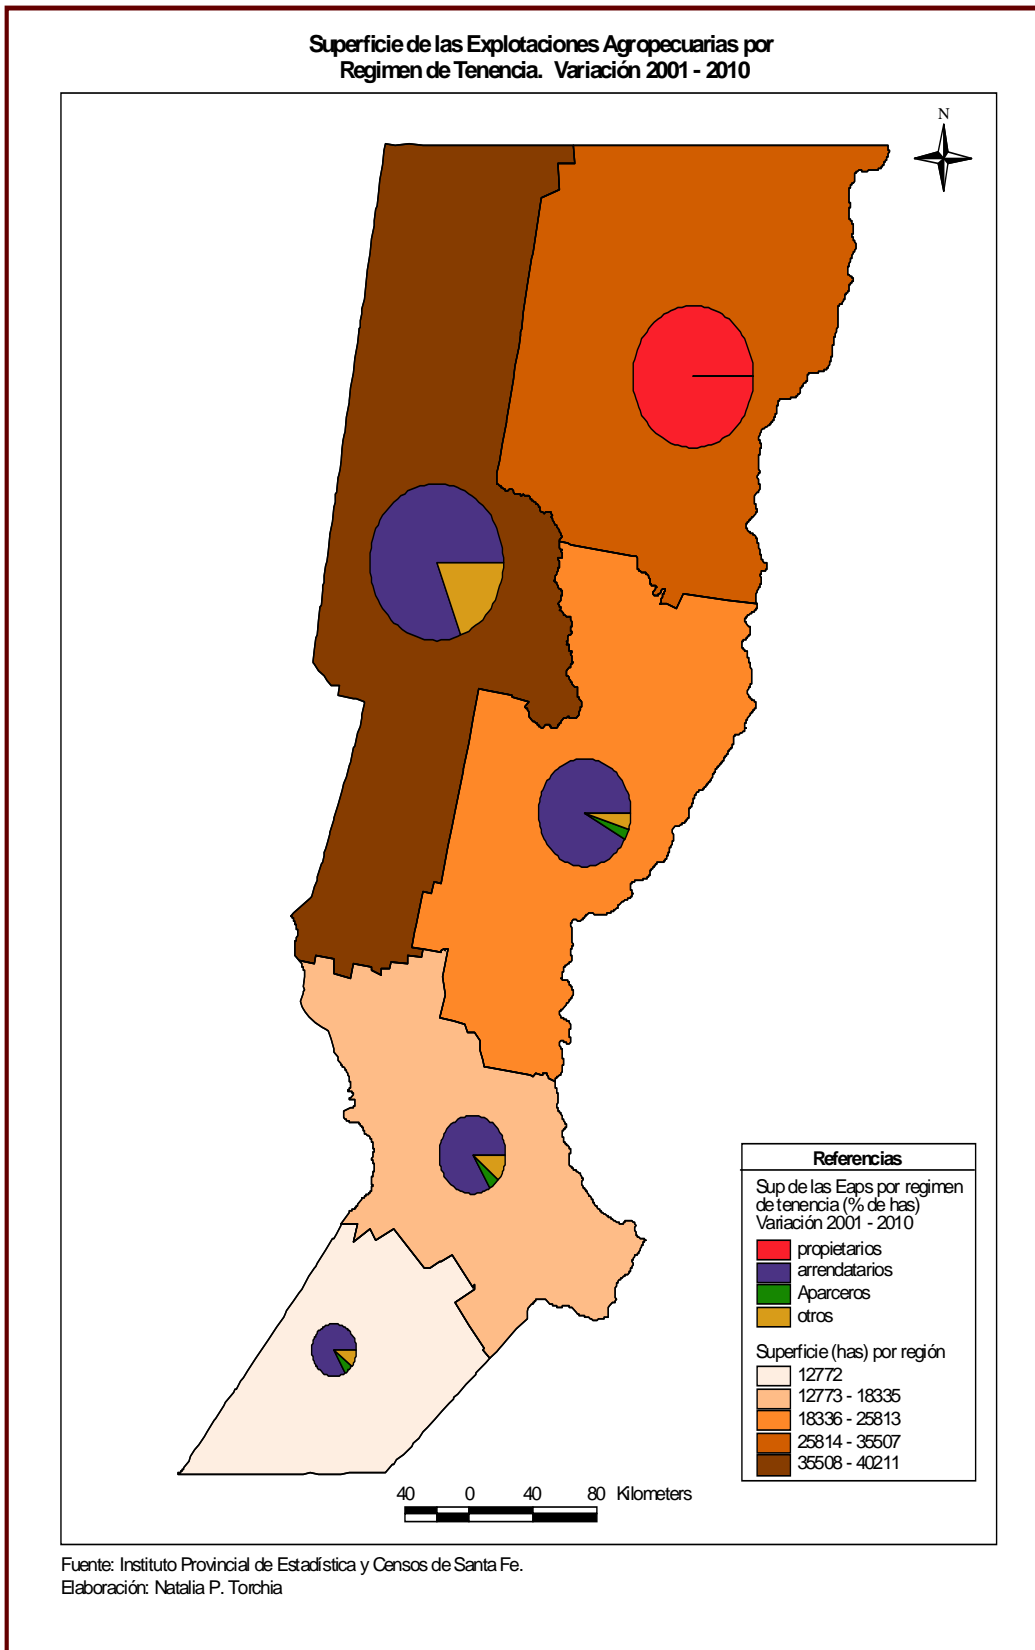 Superficie de las Explotaciones Agropecuarias por
Regimen de Tenencia. Variación 2001 - 2010
N
Referencias
Sup de las Eaps por regimen
de tenencia (% de has)
Variación 2001 - 2010
propietarios
arrendatarios
Aparceros
otros
Superficie (has) por región
12772
12773 - 18335
18336 - 25813
25814 - 35507
35508 - 40211
40 0 40 80 Kilometers
Fuente: Instituto Provincial de Estadística y Censos de Santa Fe.
Elaboración: Natalia P. Torchia